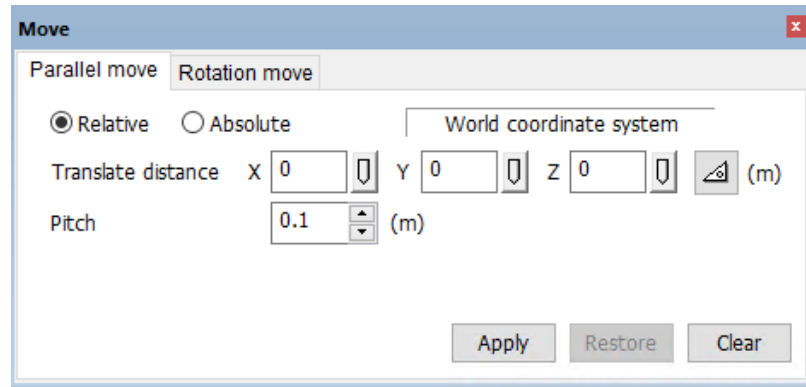 Move
Parallel move Rotation move
Relative Absolute World coordinate system
Translate distance X 0 Y 0 Z 0 (m)
Pitch 0.1 (m)
Apply Restore Clear